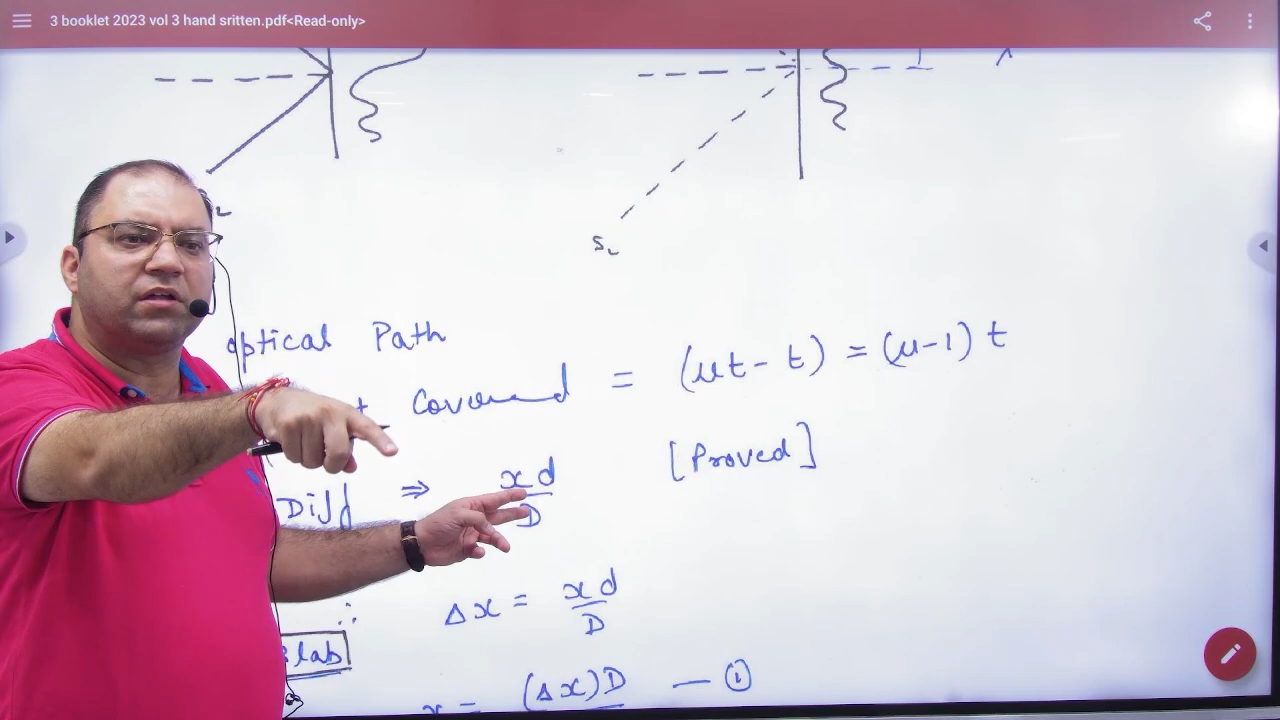 3 booklet 2023 vol 3 hand sritten.pdf<Read-only>
S₂
optical Path
Covered = (μt - t) = (μ-1) t
Diff ⇒ xd/D [Proved]
∴ Δx = xd/D
slab
x = (Δx)D — ①